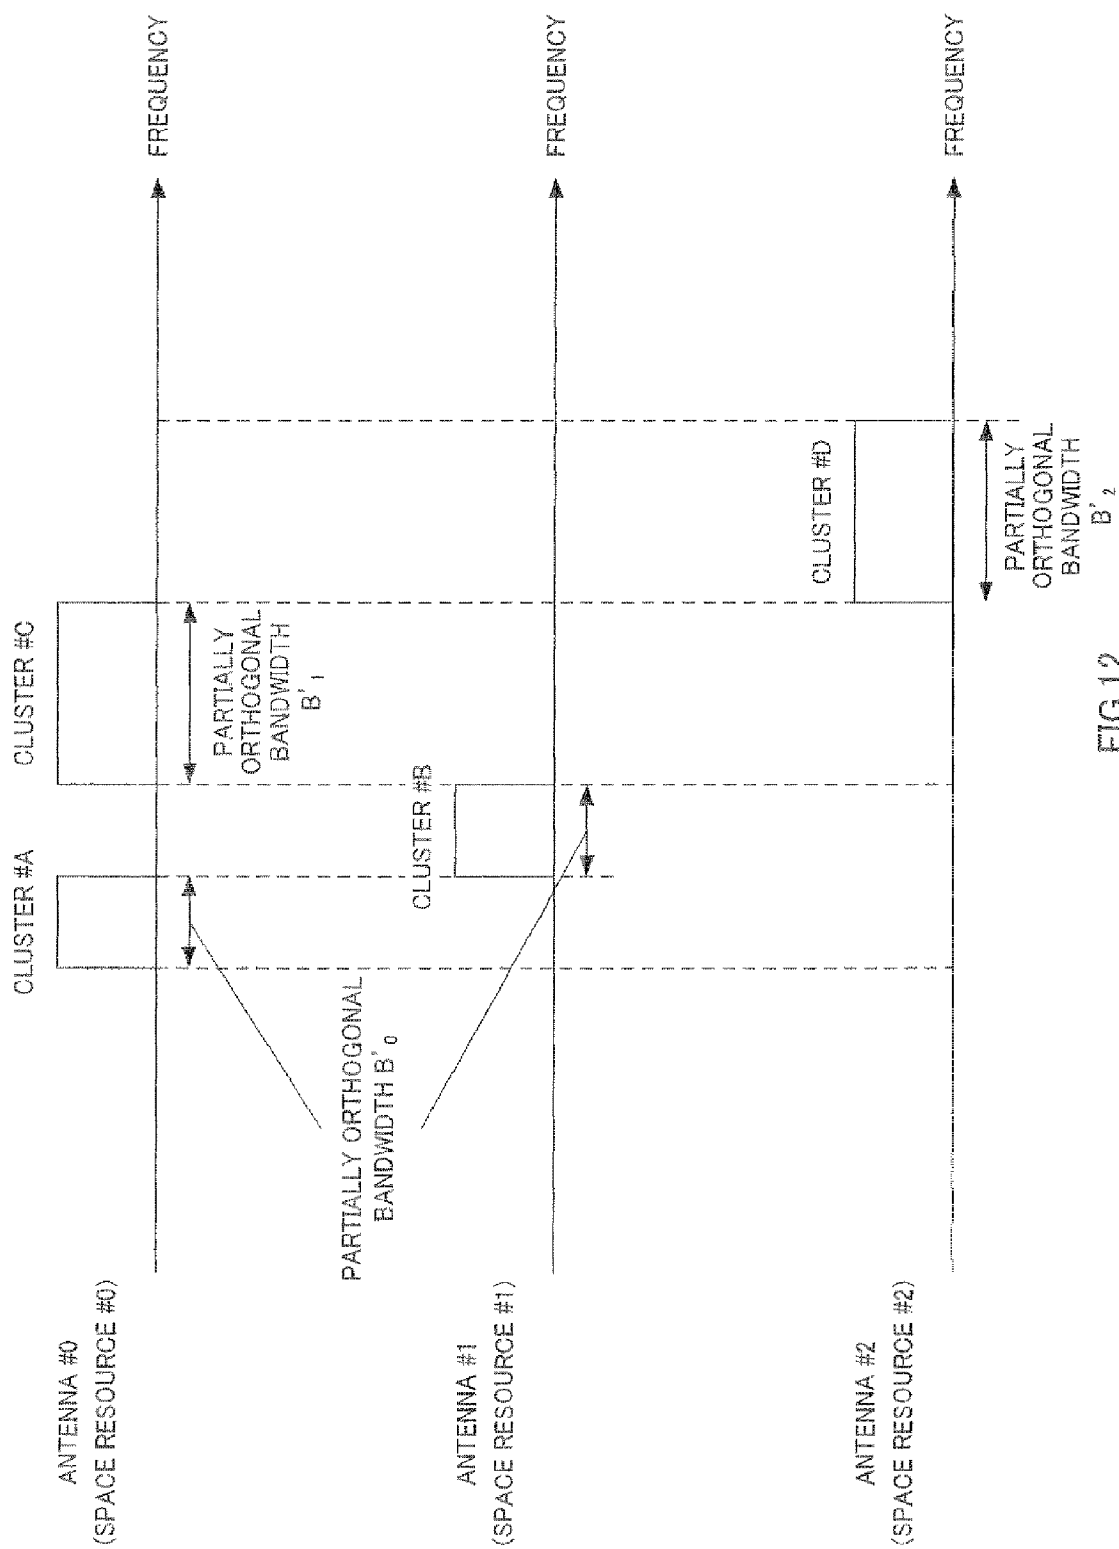 CLUSTER #A
CLUSTER #C
ANTENNA #0
(SPACE RESOURCE #0)
FREQUENCY
PARTIALLY
ORTHOGONAL
BANDWIDTH
B'1
PARTIALLY ORTHOGONAL
BANDWIDTH B'0
CLUSTER #B
ANTENNA #1
(SPACE RESOURCE #1)
FREQUENCY
CLUSTER #D
ANTENNA #2
(SPACE RESOURCE #2)
FREQUENCY
PARTIALLY
ORTHOGONAL
BANDWIDTH
B'2
FIG.12